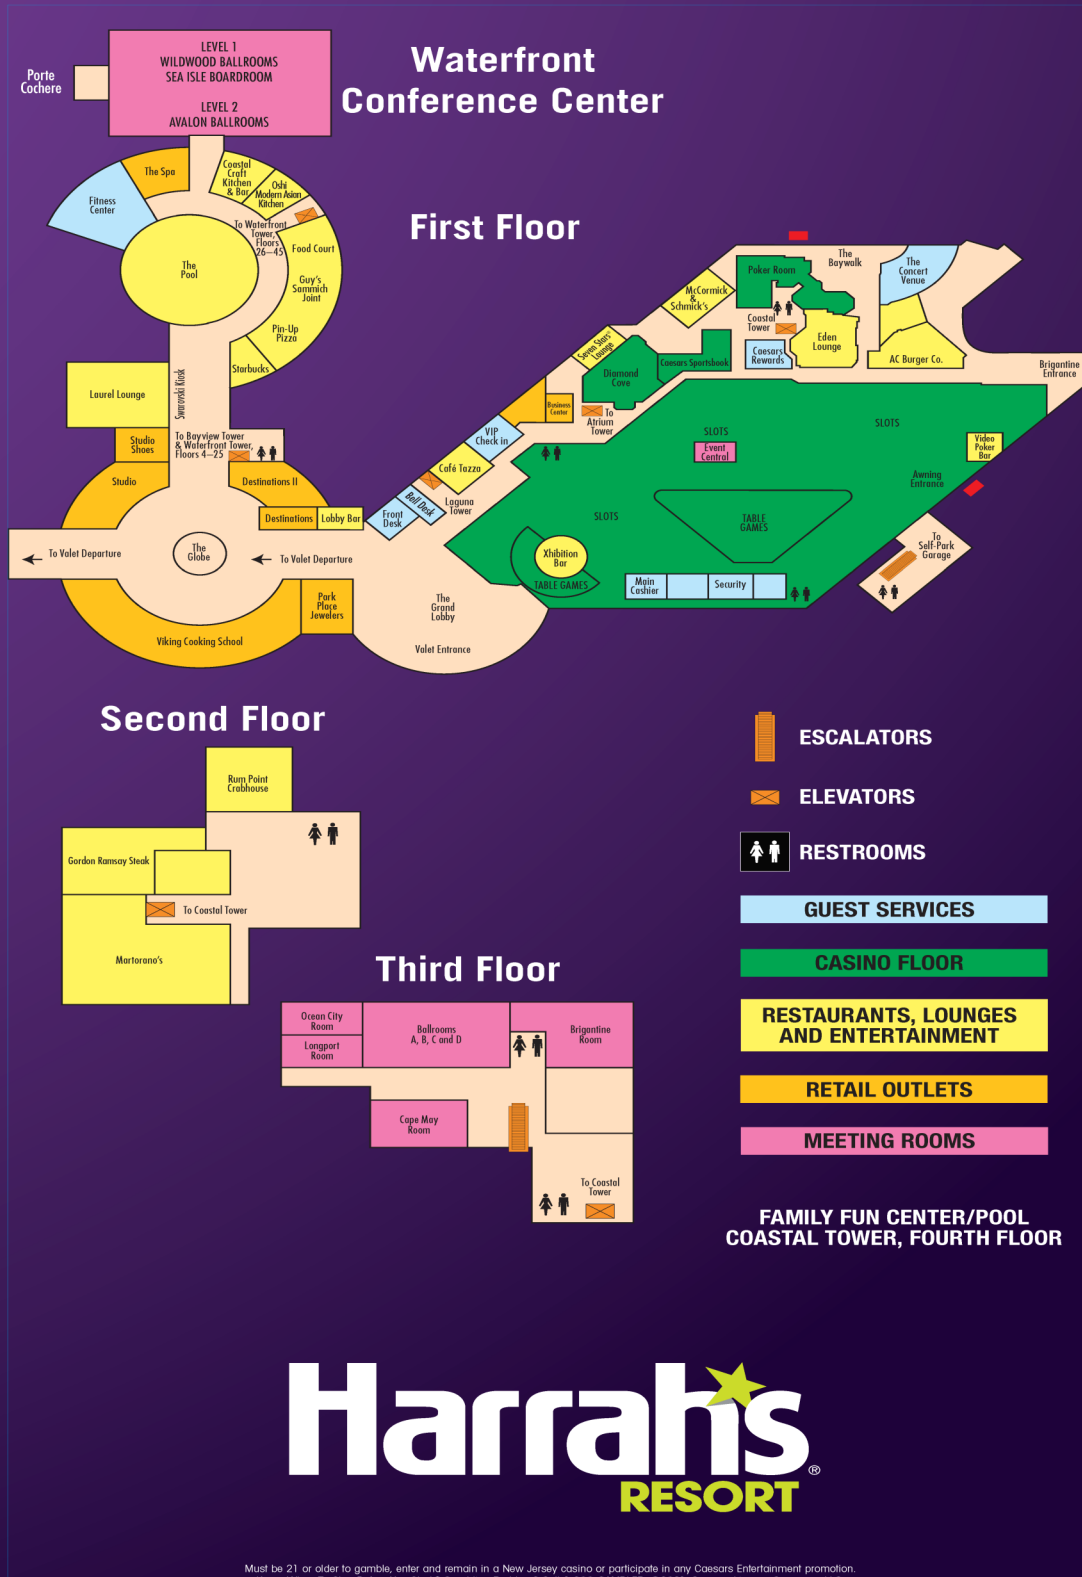 Waterfront
Conference Center
Porte
Cochere
LEVEL 1
WILDWOOD BALLROOMS
SEA ISLE BOARDROOM
LEVEL 2
AVALON BALLROOMS
The Spa
Fitness
Center
Coastal
Craft
Kitchen
& Bar
Oshi
Modern Asian
Kitchen
To Waterfront
Tower,
Floors
26–45
Food Court
The
Pool
Guy's
Sammich
Joint
Pin-Up
Pizza
Starbucks
Laurel Lounge
Swarovski Kiosk
Studio
Shoes
To Bayview Tower
& Waterfront Tower,
Floors 4–25
Studio
Destinations II
Destinations
Lobby Bar
To Valet Departure
The
Globe
To Valet Departure
Park
Place
Jewelers
Viking Cooking School
First Floor
The
Grand
Lobby
Valet Entrance
Front
Desk
Bell Desk
Laguna
Tower
Café Tazza
VIP
Check in
Business
Center
To
Atrium
Tower
Seven Stars
Lounge
Diamond
Cove
Caesars Sportsbook
McCormick
&
Schmick's
Poker Room
The
Baywalk
The
Concert
Venue
Coastal
Tower
Caesars
Rewards
Eden
Lounge
AC Burger Co.
Brigantine
Entrance
SLOTS
SLOTS
Event
Central
Video
Poker
Bar
Awning
Entrance
SLOTS
TABLE
GAMES
Xhibition
Bar
TABLE GAMES
Main
Cashier
Security
To
Self-Park
Garage
Second Floor
Rum Point
Crabhouse
Gordon Ramsay Steak
To Coastal Tower
Martorano's
Third Floor
Ocean City
Room
Longport
Room
Ballrooms
A, B, C and D
Brigantine
Room
Cape May
Room
To Coastal
Tower
ESCALATORS
ELEVATORS
RESTROOMS
GUEST SERVICES
CASINO FLOOR
RESTAURANTS, LOUNGES
AND ENTERTAINMENT
RETAIL OUTLETS
MEETING ROOMS
FAMILY FUN CENTER/POOL
COASTAL TOWER, FOURTH FLOOR
Harrah's®
RESORT
Must be 21 or older to gamble, enter and remain in a New Jersey casino or participate in any Caesars Entertainment promotion.